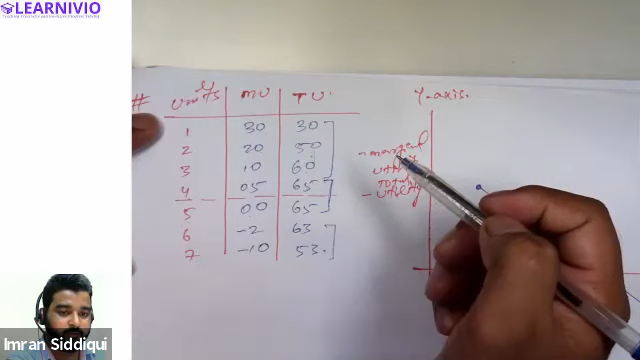 LEARNIVIO
# Units MU TU. Y-axis.
1 30 30
2 20 50
3 10 60
4 05 65
5 00 65
6 -2 63
7 -10 53.
- marginal
utility
Total
- utility
Imran Siddiqui